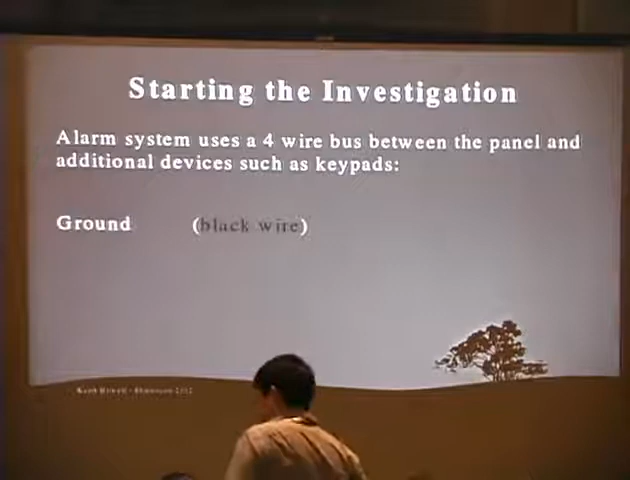 Starting the Investigation
Alarm system uses a 4 wire bus between the panel and
additional devices such as keypads:
Ground (black wire)